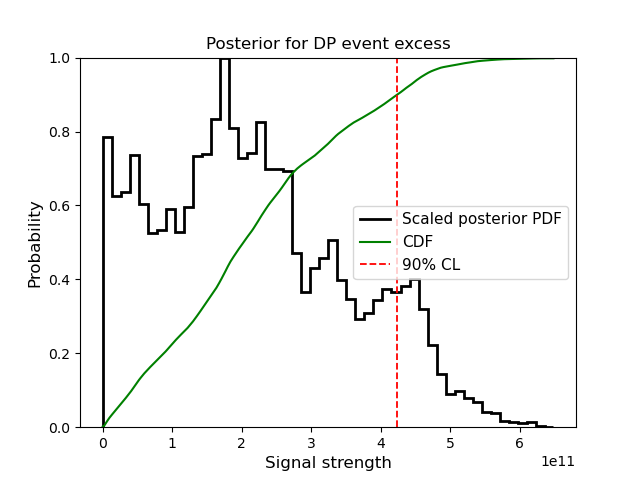 Posterior for DP event excess
Probability
1.0
0.8
0.6
0.4
0.2
0.0
Scaled posterior PDF
CDF
90% CL
0 1 2 3 4 5 6
1e11
Signal strength